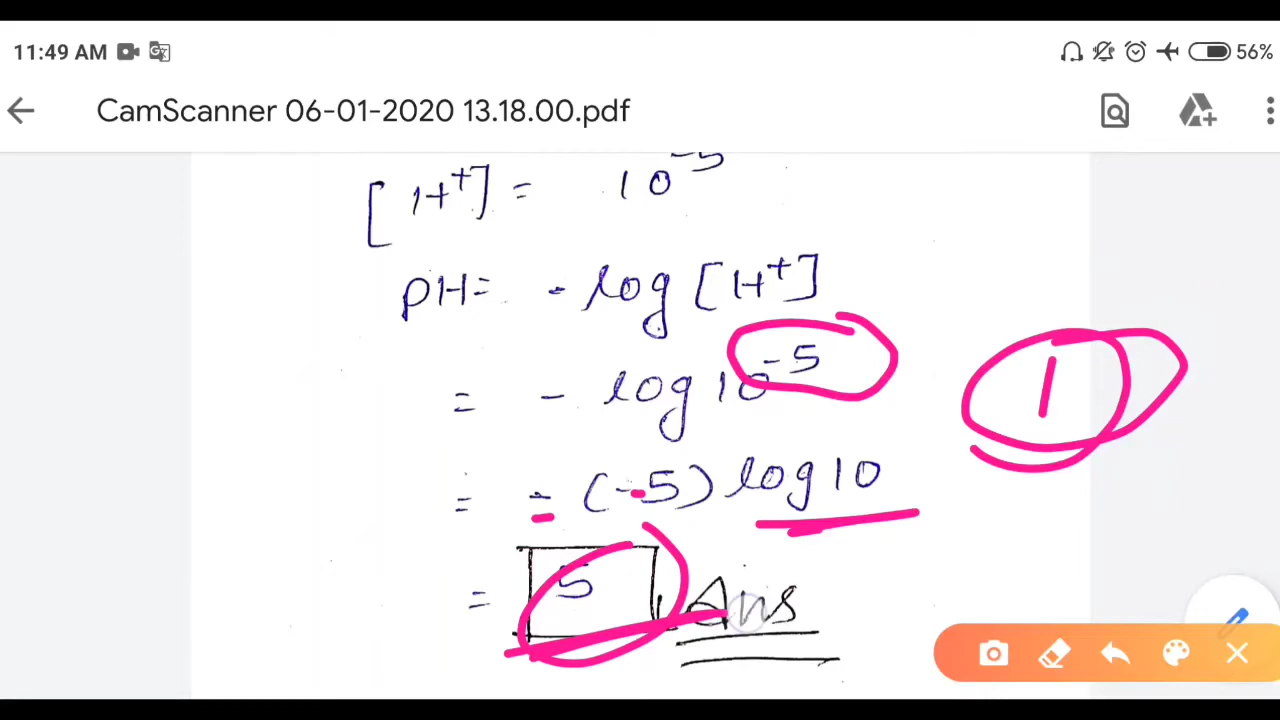 11:49 AM 56%
CamScanner 06-01-2020 13.18.00.pdf
[H⁺] = 10⁻⁵
PH = - log [H⁺]
= - log 10⁻⁵
1
= - (-5) log 10
= 5, Ans